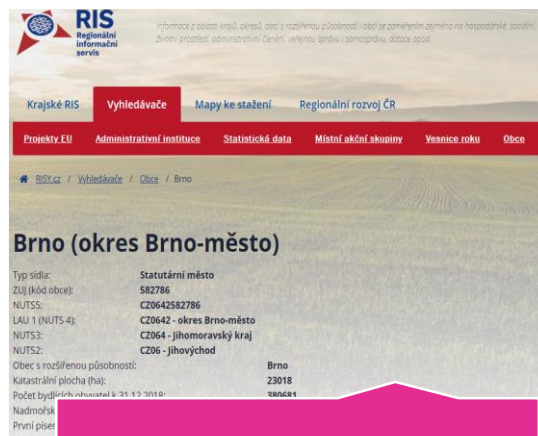 RIS
Regionální
informační
servis
Informace z oblasti krajů, okresů, obcí s rozšířenou působností i obcí se zaměřením zejména na hospodářské, sociální
životní prostředí, administrativní členění, veřejnou správu i samosprávu, dotace apod.
Krajské RIS Vyhledávače Mapy ke stažení Regionální rozvoj ČR
Projekty EU Administrativní instituce Statistická data Místní akční skupiny Vesnice roku Obce
RISY.cz / Vyhledávače / Obce / Brno
Brno (okres Brno-město)
Typ sídla: Statutární město
ZUJ (kód obce): 582786
NUTS5: CZ0642582786
LAU 1 (NUTS 4): CZ0642 - okres Brno-město
NUTS3: CZ064 - Jihomoravský kraj
NUTS2: CZ06 - Jihovýchod
Obec s rozšířenou působností: Brno
Katastrální plocha (ha): 23018
Počet bydlících obyvatel k 31.12.2018: 380681
Nadmořsk
První písem